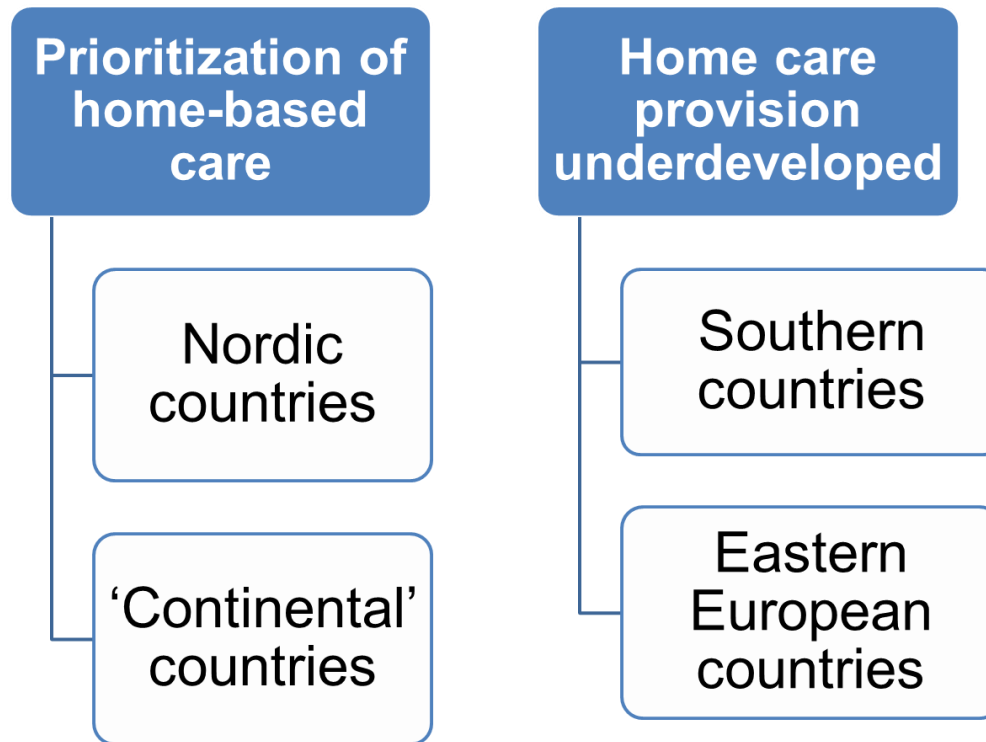 Prioritization of
home-based
care
Nordic
countries
‘Continental’
countries
Home care
provision
underdeveloped
Southern
countries
Eastern
European
countries